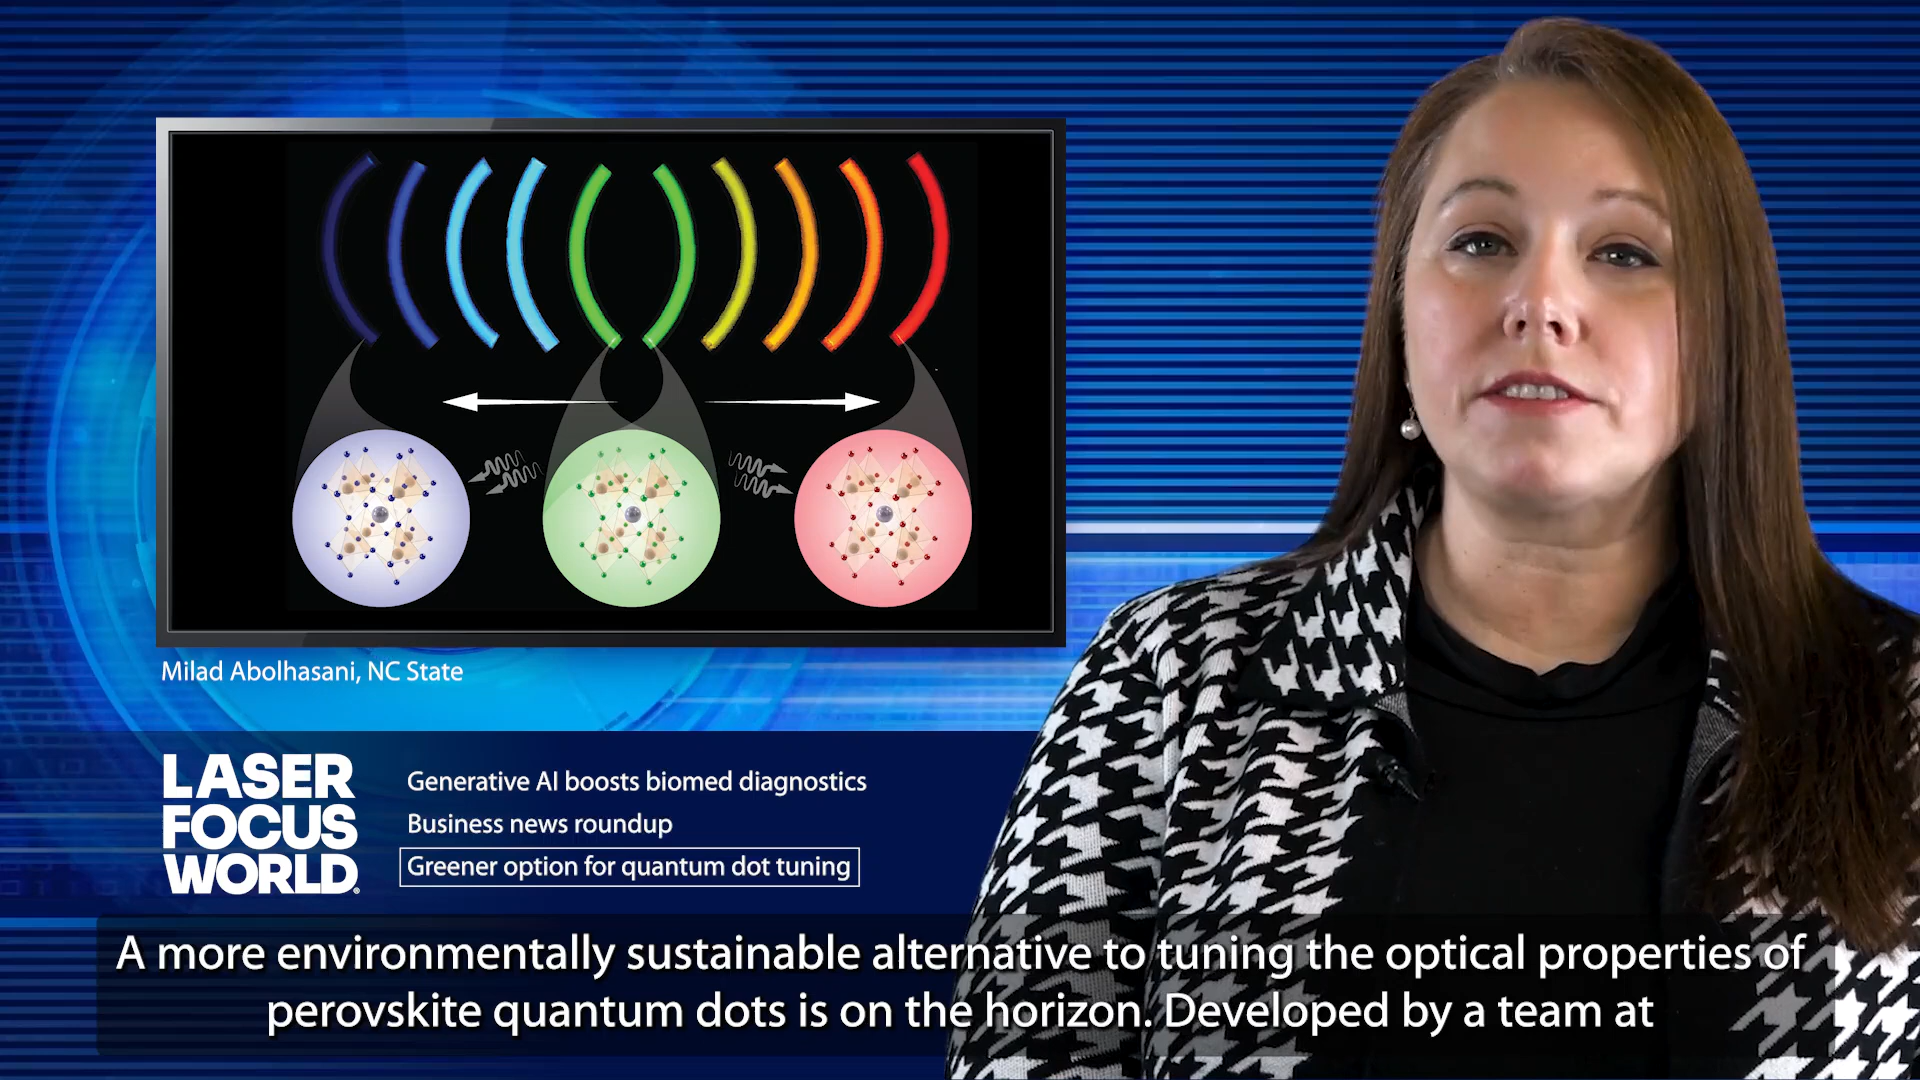 Milad Abolhasani, NC State
LASER
FOCUS
WORLD®
Generative AI boosts biomed diagnostics
Business news roundup
Greener option for quantum dot tuning
A more environmentally sustainable alternative to tuning the optical properties of
perovskite quantum dots is on the horizon. Developed by a team at